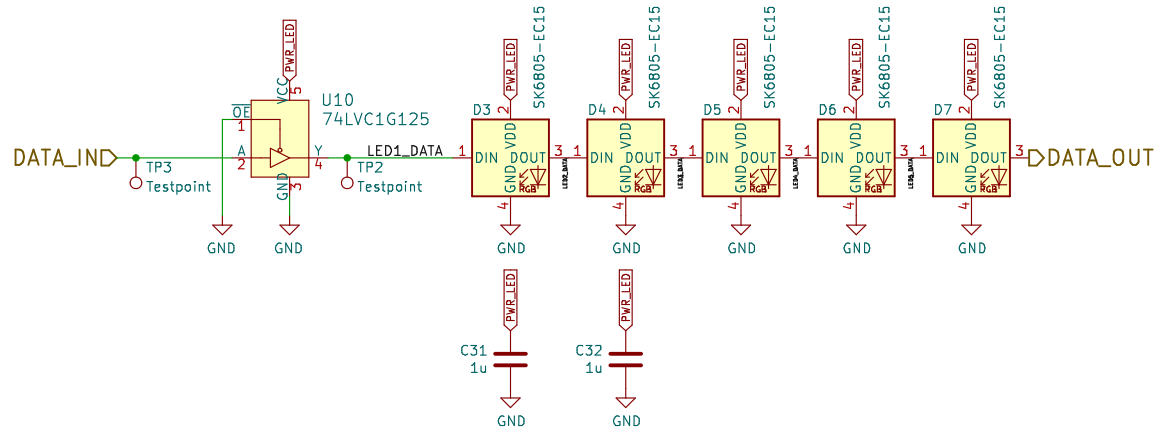 PWR_LED
VCC
5
U10
74LVC1G125
OE
1
A
2
Y
4
GND
3
DATA_IN
TP3
Testpoint
TP2
Testpoint
LED1_DATA
GND
GND
PWR_LED
SK6805-EC15
D3
2
VDD
1
DIN
DOUT
3
GND
RGB
4
GND
LED2_DATA
PWR_LED
SK6805-EC15
D4
2
VDD
1
DIN
DOUT
3
GND
RGB
4
GND
LED3_DATA
PWR_LED
SK6805-EC15
D5
2
VDD
1
DIN
DOUT
3
GND
RGB
4
GND
LED4_DATA
PWR_LED
SK6805-EC15
D6
2
VDD
1
DIN
DOUT
3
GND
RGB
4
GND
LED5_DATA
PWR_LED
SK6805-EC15
D7
2
VDD
1
DIN
DOUT
3
GND
RGB
4
GND
DATA_OUT
PWR_LED
C31
1u
GND
PWR_LED
C32
1u
GND